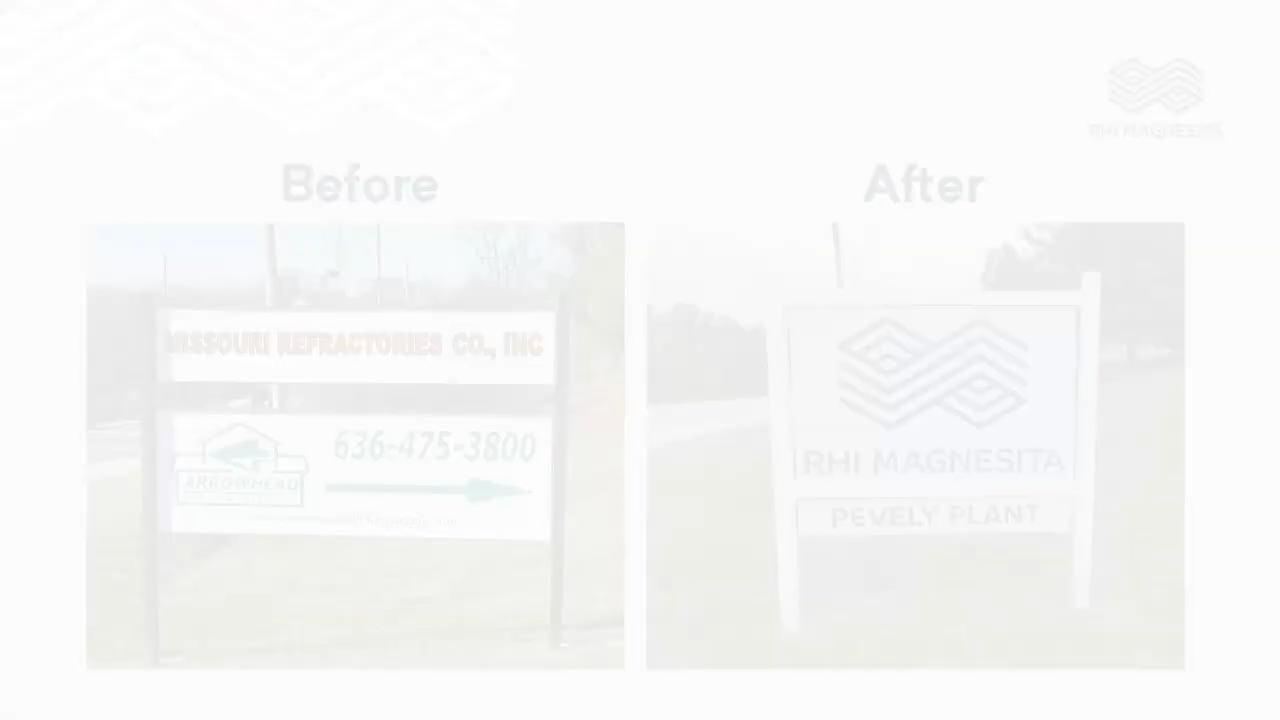 RHI MAGNESITA
Before
After
MISSOURI REFRACTORIES CO., INC
636-475-3800
ARROWHEAD
RHI MAGNESITA
PEVELY PLANT